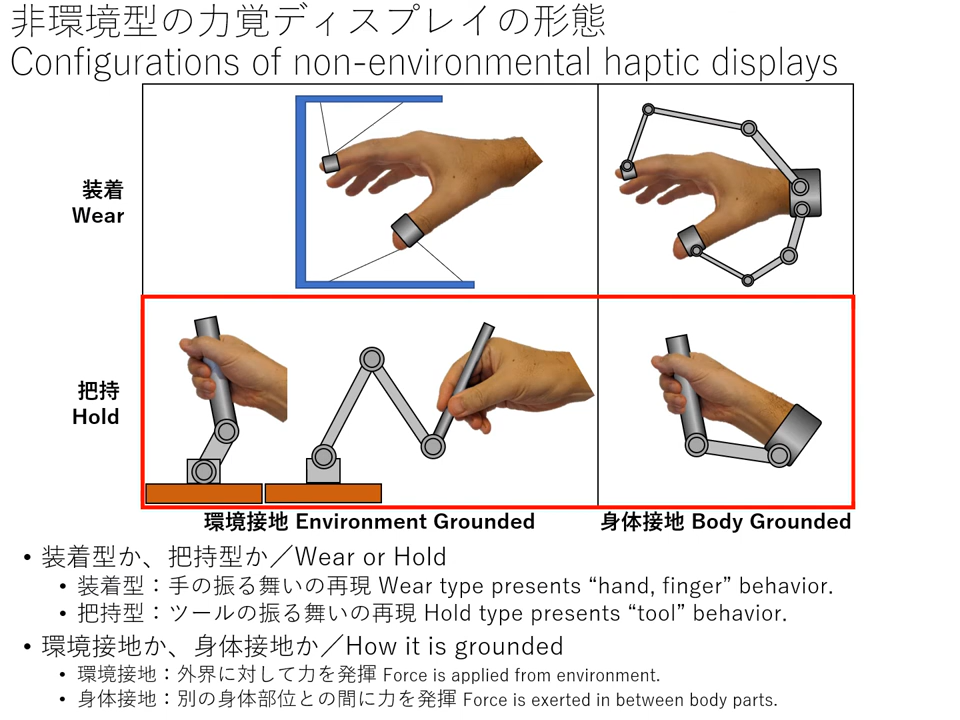 非環境型の力覚ディスプレイの形態
Configurations of non-environmental haptic displays
装着
Wear
把持
Hold
環境接地 Environment Grounded
身体接地 Body Grounded
• 装着型か、把持型か／Wear or Hold
• 装着型：手の振る舞いの再現 Wear type presents “hand, finger” behavior.
• 把持型：ツールの振る舞いの再現 Hold type presents “tool” behavior.
• 環境接地か、身体接地か／How it is grounded
• 環境接地：外界に対して力を発揮 Force is applied from environment.
• 身体接地：別の身体部位との間に力を発揮 Force is exerted in between body parts.